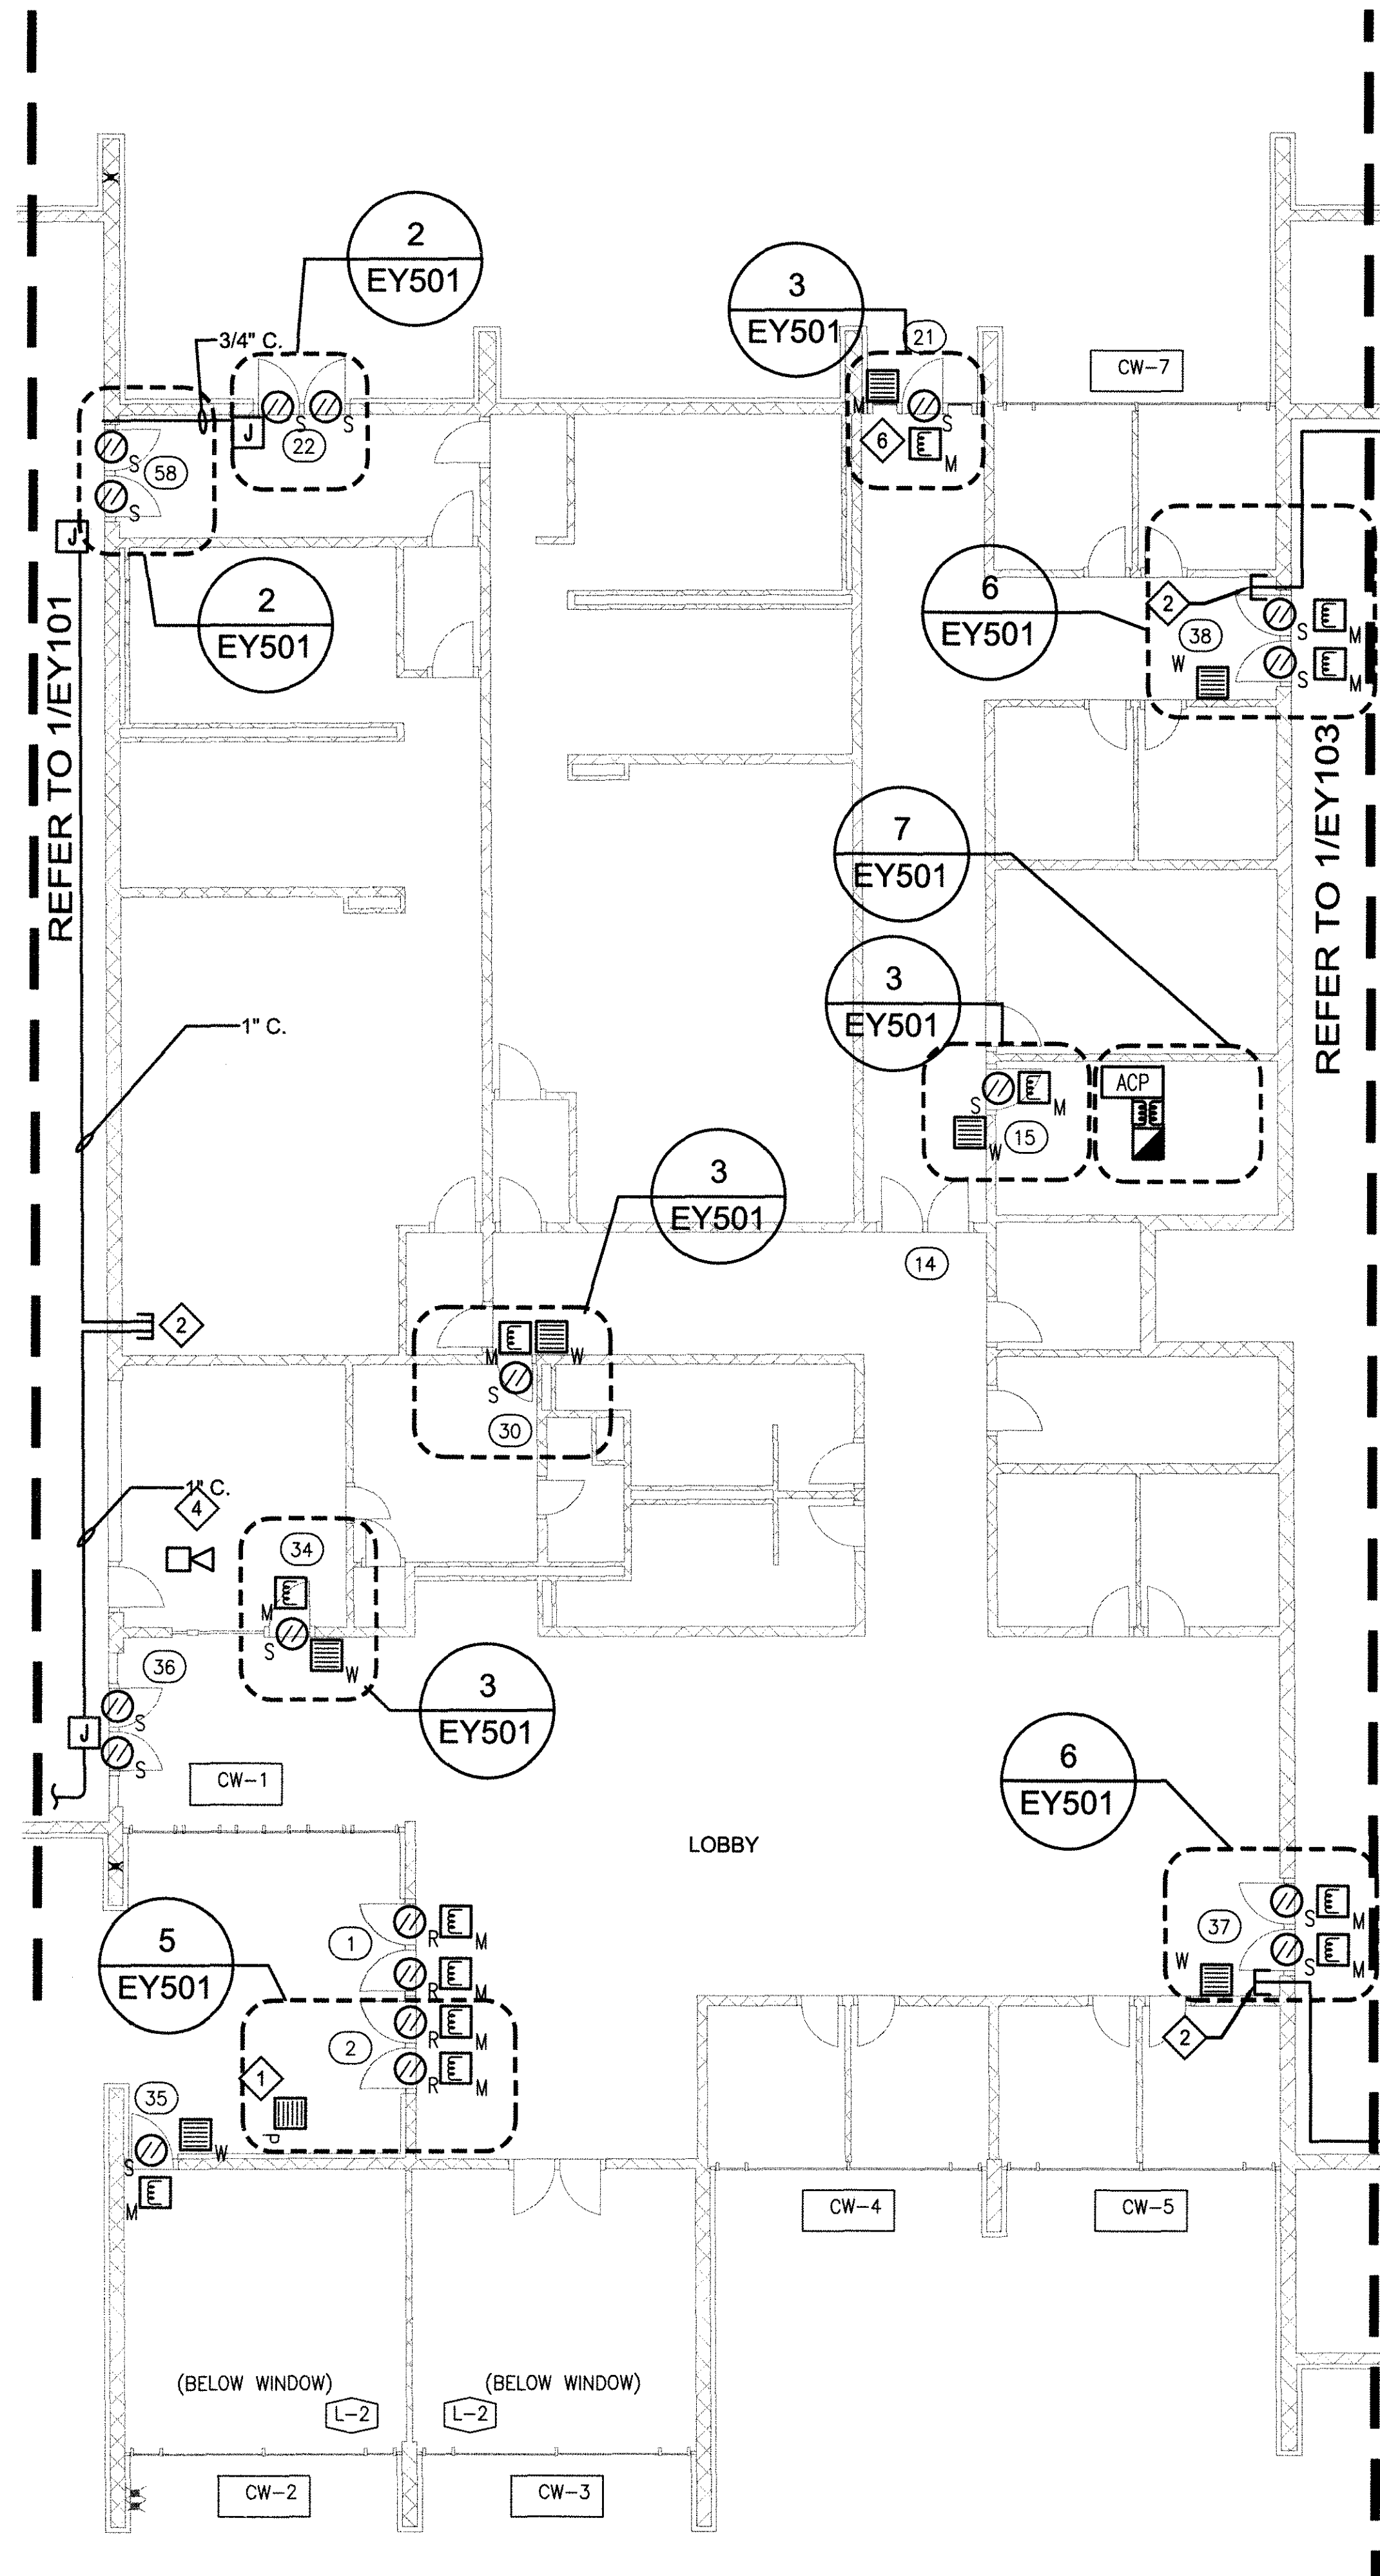 2
EY501
3
EY501
21
3/4" C.
CW-7
M
S
J
S
S
22
6
M
58
S
S
J
2
EY501
6
EY501
2
38
S
M
W
S
M
REFER TO 1/EY101
REFER TO 1/EY103
7
EY501
3
EY501
1" C.
ACP
S
M
W
15
3
EY501
14
2
M
W
S
30
1" C.
4
34
M
S
W
36
3
EY501
S
J
S
CW-1
6
EY501
LOBBY
5
EY501
1
R
M
R
M
37
S
M
W
S
M
2
R
M
R
M
2
1
P
35
W
S
M
CW-4
CW-5
(BELOW WINDOW)
(BELOW WINDOW)
L-2
L-2
CW-2
CW-3